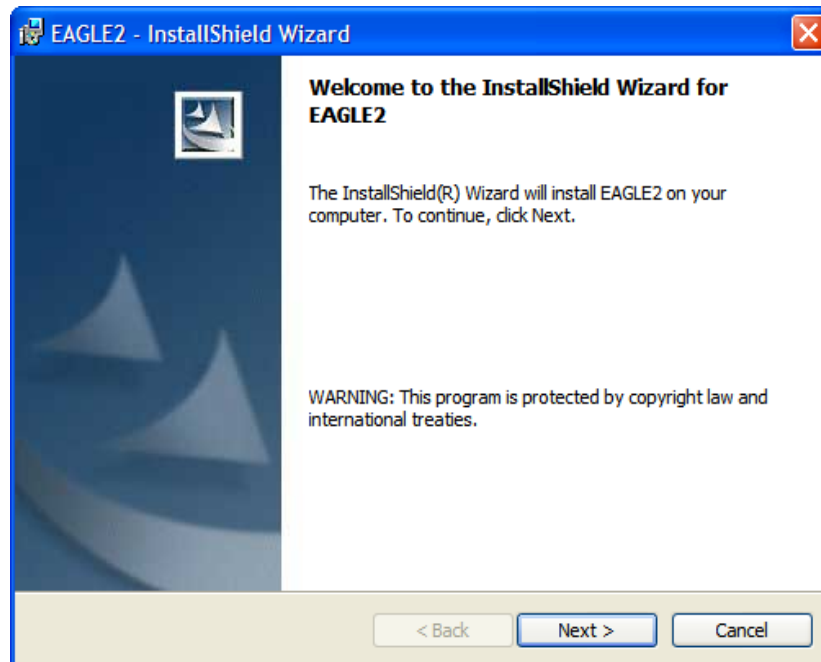 EAGLE2 - InstallShield Wizard
Welcome to the InstallShield Wizard for
EAGLE2
The InstallShield(R) Wizard will install EAGLE2 on your
computer. To continue, click Next.
WARNING: This program is protected by copyright law and
international treaties.
< Back Next > Cancel